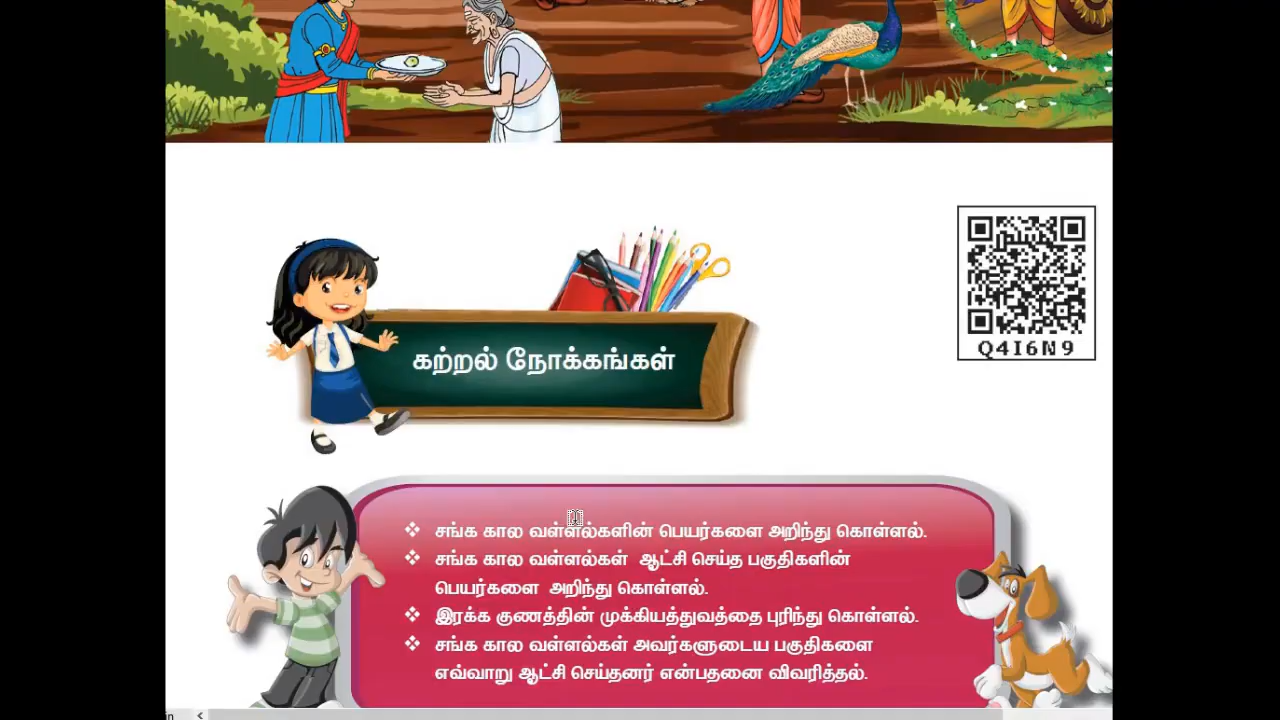 Q4I6N9
கற்றல் நோக்கங்கள்
❖ சங்க கால வள்ளல்களின் பெயர்களை அறிந்து கொள்ளல்.
❖ சங்க கால வள்ளல்கள் ஆட்சி செய்த பகுதிகளின்
பெயர்களை அறிந்து கொள்ளல்.
❖ இரக்க குணத்தின் முக்கியத்துவத்தை புரிந்து கொள்ளல்.
❖ சங்க கால வள்ளல்கள் அவர்களுடைய பகுதிகளை
எவ்வாறு ஆட்சி செய்தனர் என்பதனை விவரித்தல்.